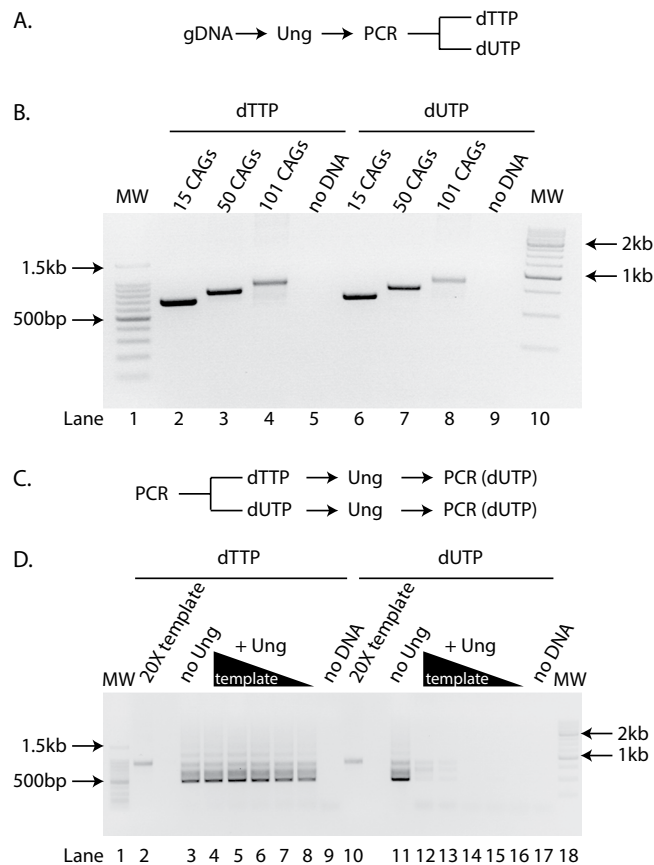 A.
gDNA Ung PCR dTTP
dUTP
B.
dTTP dUTP
MW 15 CAGs 50 CAGs 101 CAGs no DNA 15 CAGs 50 CAGs 101 CAGs no DNA MW
1.5kb 2kb
1kb
500bp
Lane 1 2 3 4 5 6 7 8 9 10
C.
PCR dTTP Ung PCR (dUTP)
dUTP Ung PCR (dUTP)
D.
dTTP dUTP
MW 20X template no Ung + Ung no DNA 20X template no Ung + Ung no DNA MW
template template
1.5kb 2kb
1kb
500bp
Lane 1 2 3 4 5 6 7 8 9 10 11 12 13 14 15 16 17 18